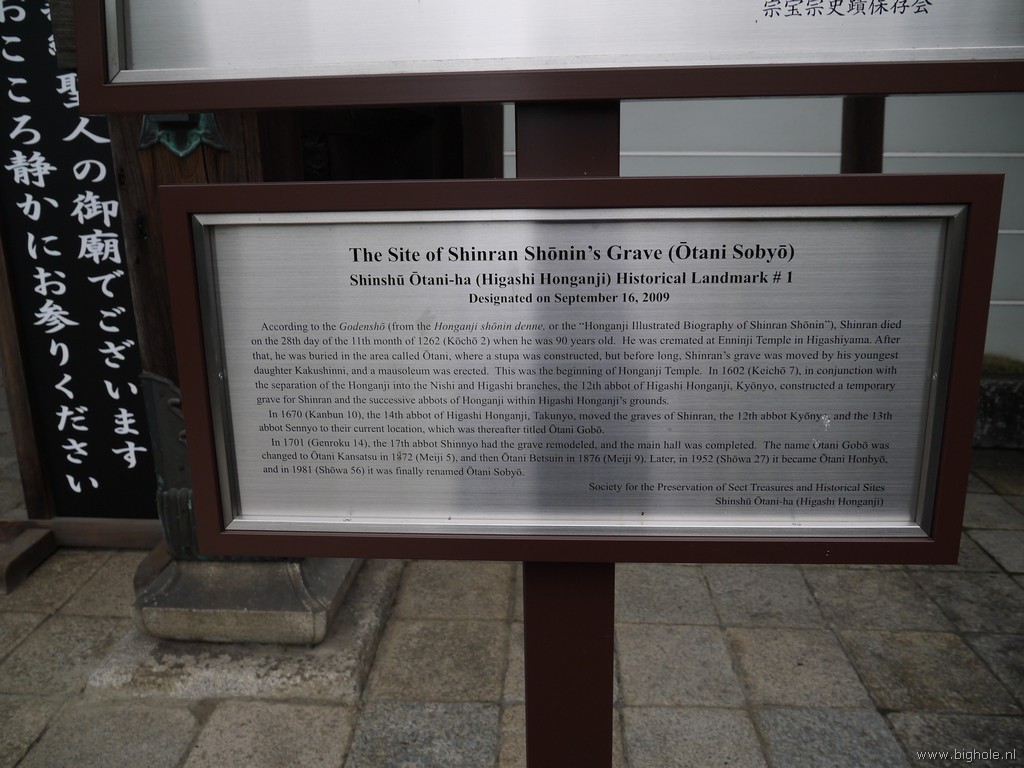 宗宝宗史蹟保存会
聖人の御廟でございます
おこころ静かにお参りください
The Site of Shinran Shōnin's Grave (Ōtani Sobyō)
Shinshū Ōtani-ha (Higashi Honganji) Historical Landmark # 1
Designated on September 16, 2009
According to the Godenshō (from the Honganji shōnin denne, or the “Honganji Illustrated Biography of Shinran Shōnin”), Shinran died
on the 28th day of the 11th month of 1262 (Kōchō 2) when he was 90 years old. He was cremated at Enninji Temple in Higashiyama. After
that, he was buried in the area called Ōtani, where a stupa was constructed, but before long, Shinran's grave was moved by his youngest
daughter Kakushinni, and a mausoleum was erected. This was the beginning of Honganji Temple. In 1602 (Keichō 7), in conjunction with
the separation of the Honganji into the Nishi and Higashi branches, the 12th abbot of Higashi Honganji, Kyōnyo, constructed a temporary
grave for Shinran and the successive abbots of Honganji within Higashi Honganji's grounds.
In 1670 (Kanbun 10), the 14th abbot of Higashi Honganji, Takunyo, moved the graves of Shinran, the 12th abbot Kyōnyo, and the 13th
abbot Sennyo to their current location, which was thereafter titled Ōtani Gobō.
In 1701 (Genroku 14), the 17th abbot Shinnyo had the grave remodeled, and the main hall was completed. The name Ōtani Gobō was
changed to Ōtani Kansatsu in 1872 (Meiji 5), and then Ōtani Betsuin in 1876 (Meiji 9). Later, in 1952 (Shōwa 27) it became Ōtani Honbyō,
and in 1981 (Shōwa 56) it was finally renamed Ōtani Sobyō.
Society for the Preservation of Sect Treasures and Historical Sites
Shinshū Ōtani-ha (Higashi Honganji)
www.bighole.nl